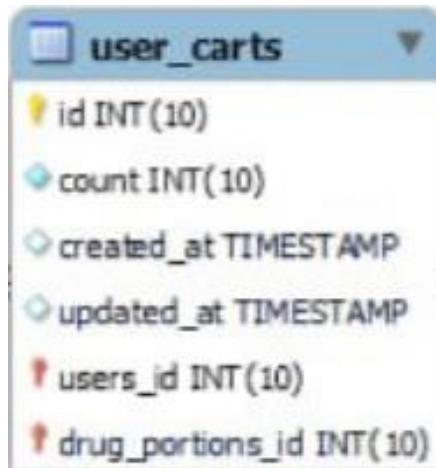 user_carts
id INT(10)
count INT(10)
created_at TIMESTAMP
updated_at TIMESTAMP
users_id INT(10)
drug_portions_id INT(10)